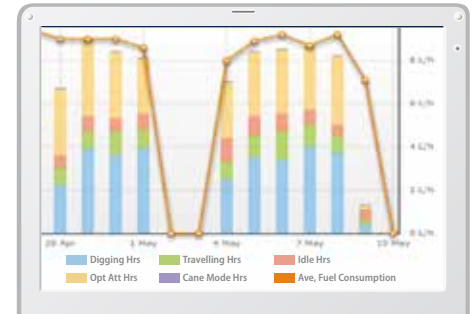 8 L/h
6 L/h
4 L/h
2 L/h
0 L/h
28 Apr 1 May 4 May 7 May 10 May
Digging Hrs Travelling Hrs Idle Hrs
Opt Att Hrs Cane Mode Hrs Ave, Fuel Consumption